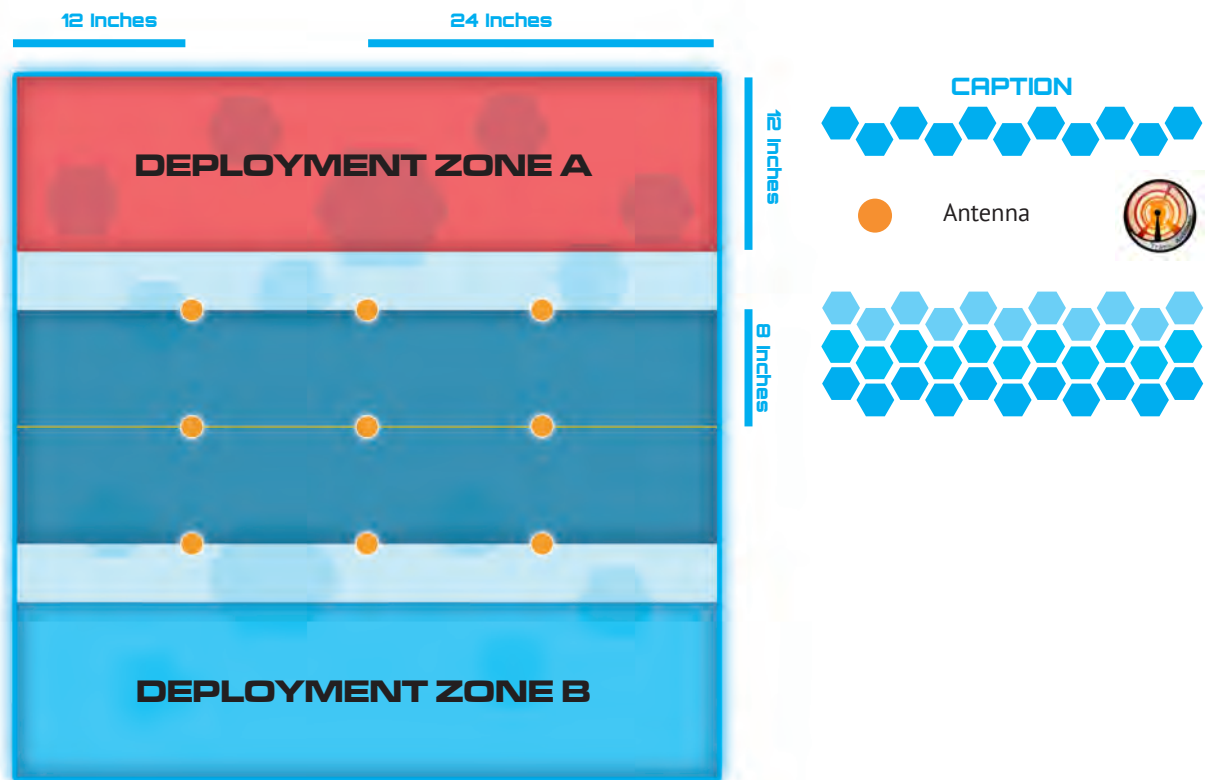 12 Inches
24 Inches
CAPTION
12 Inches
DEPLOYMENT ZONE A
Antenna
8 Inches
DEPLOYMENT ZONE B